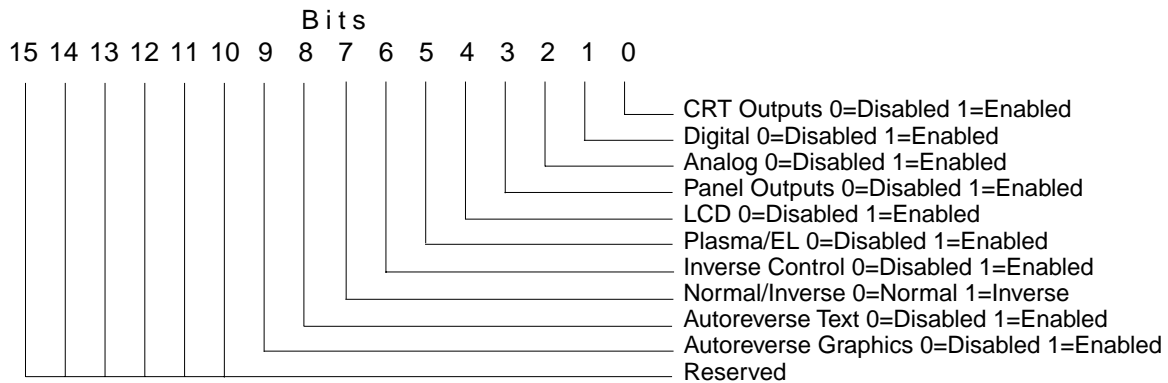 Bits
15 14 13 12 11 10 9 8 7 6 5 4 3 2 1 0
CRT Outputs 0=Disabled 1=Enabled
Digital 0=Disabled 1=Enabled
Analog 0=Disabled 1=Enabled
Panel Outputs 0=Disabled 1=Enabled
LCD 0=Disabled 1=Enabled
Plasma/EL 0=Disabled 1=Enabled
Inverse Control 0=Disabled 1=Enabled
Normal/Inverse 0=Normal 1=Inverse
Autoreverse Text 0=Disabled 1=Enabled
Autoreverse Graphics 0=Disabled 1=Enabled
Reserved